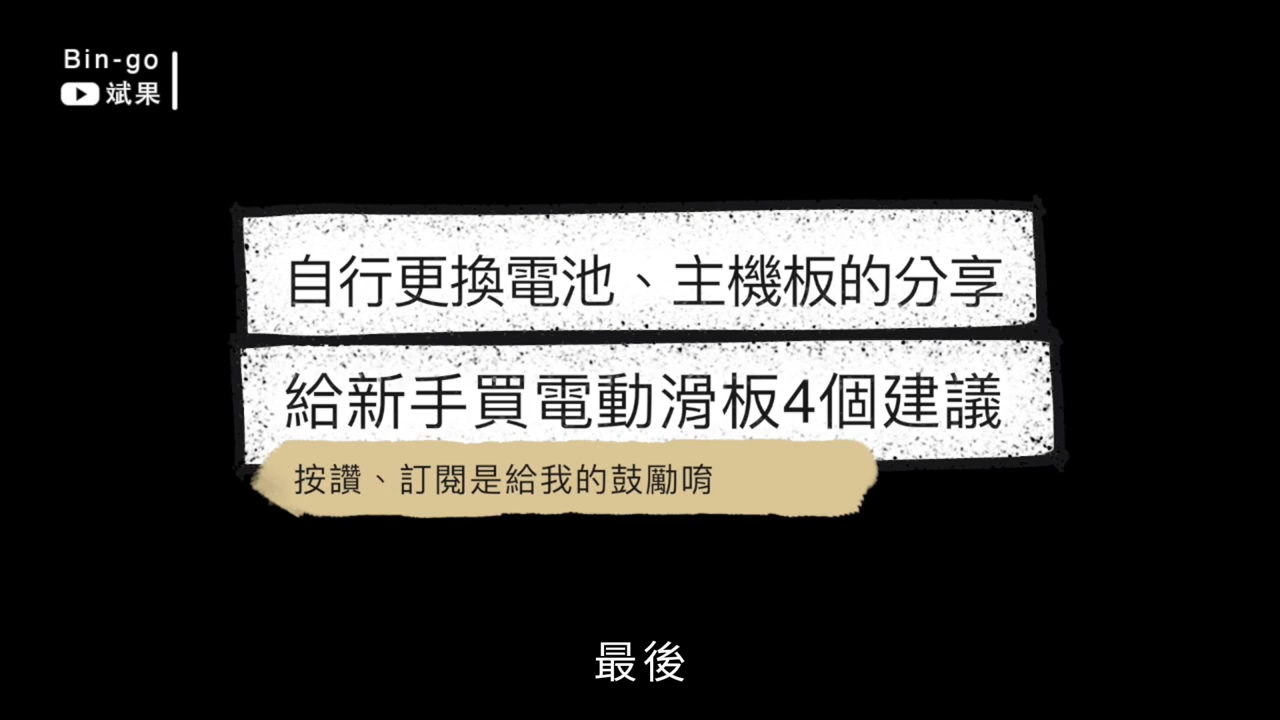 Bin-go
斌果
自行更換電池、主機板的分享
給新手買電動滑板4個建議
按讚、訂閱是給我的鼓勵唷
最後